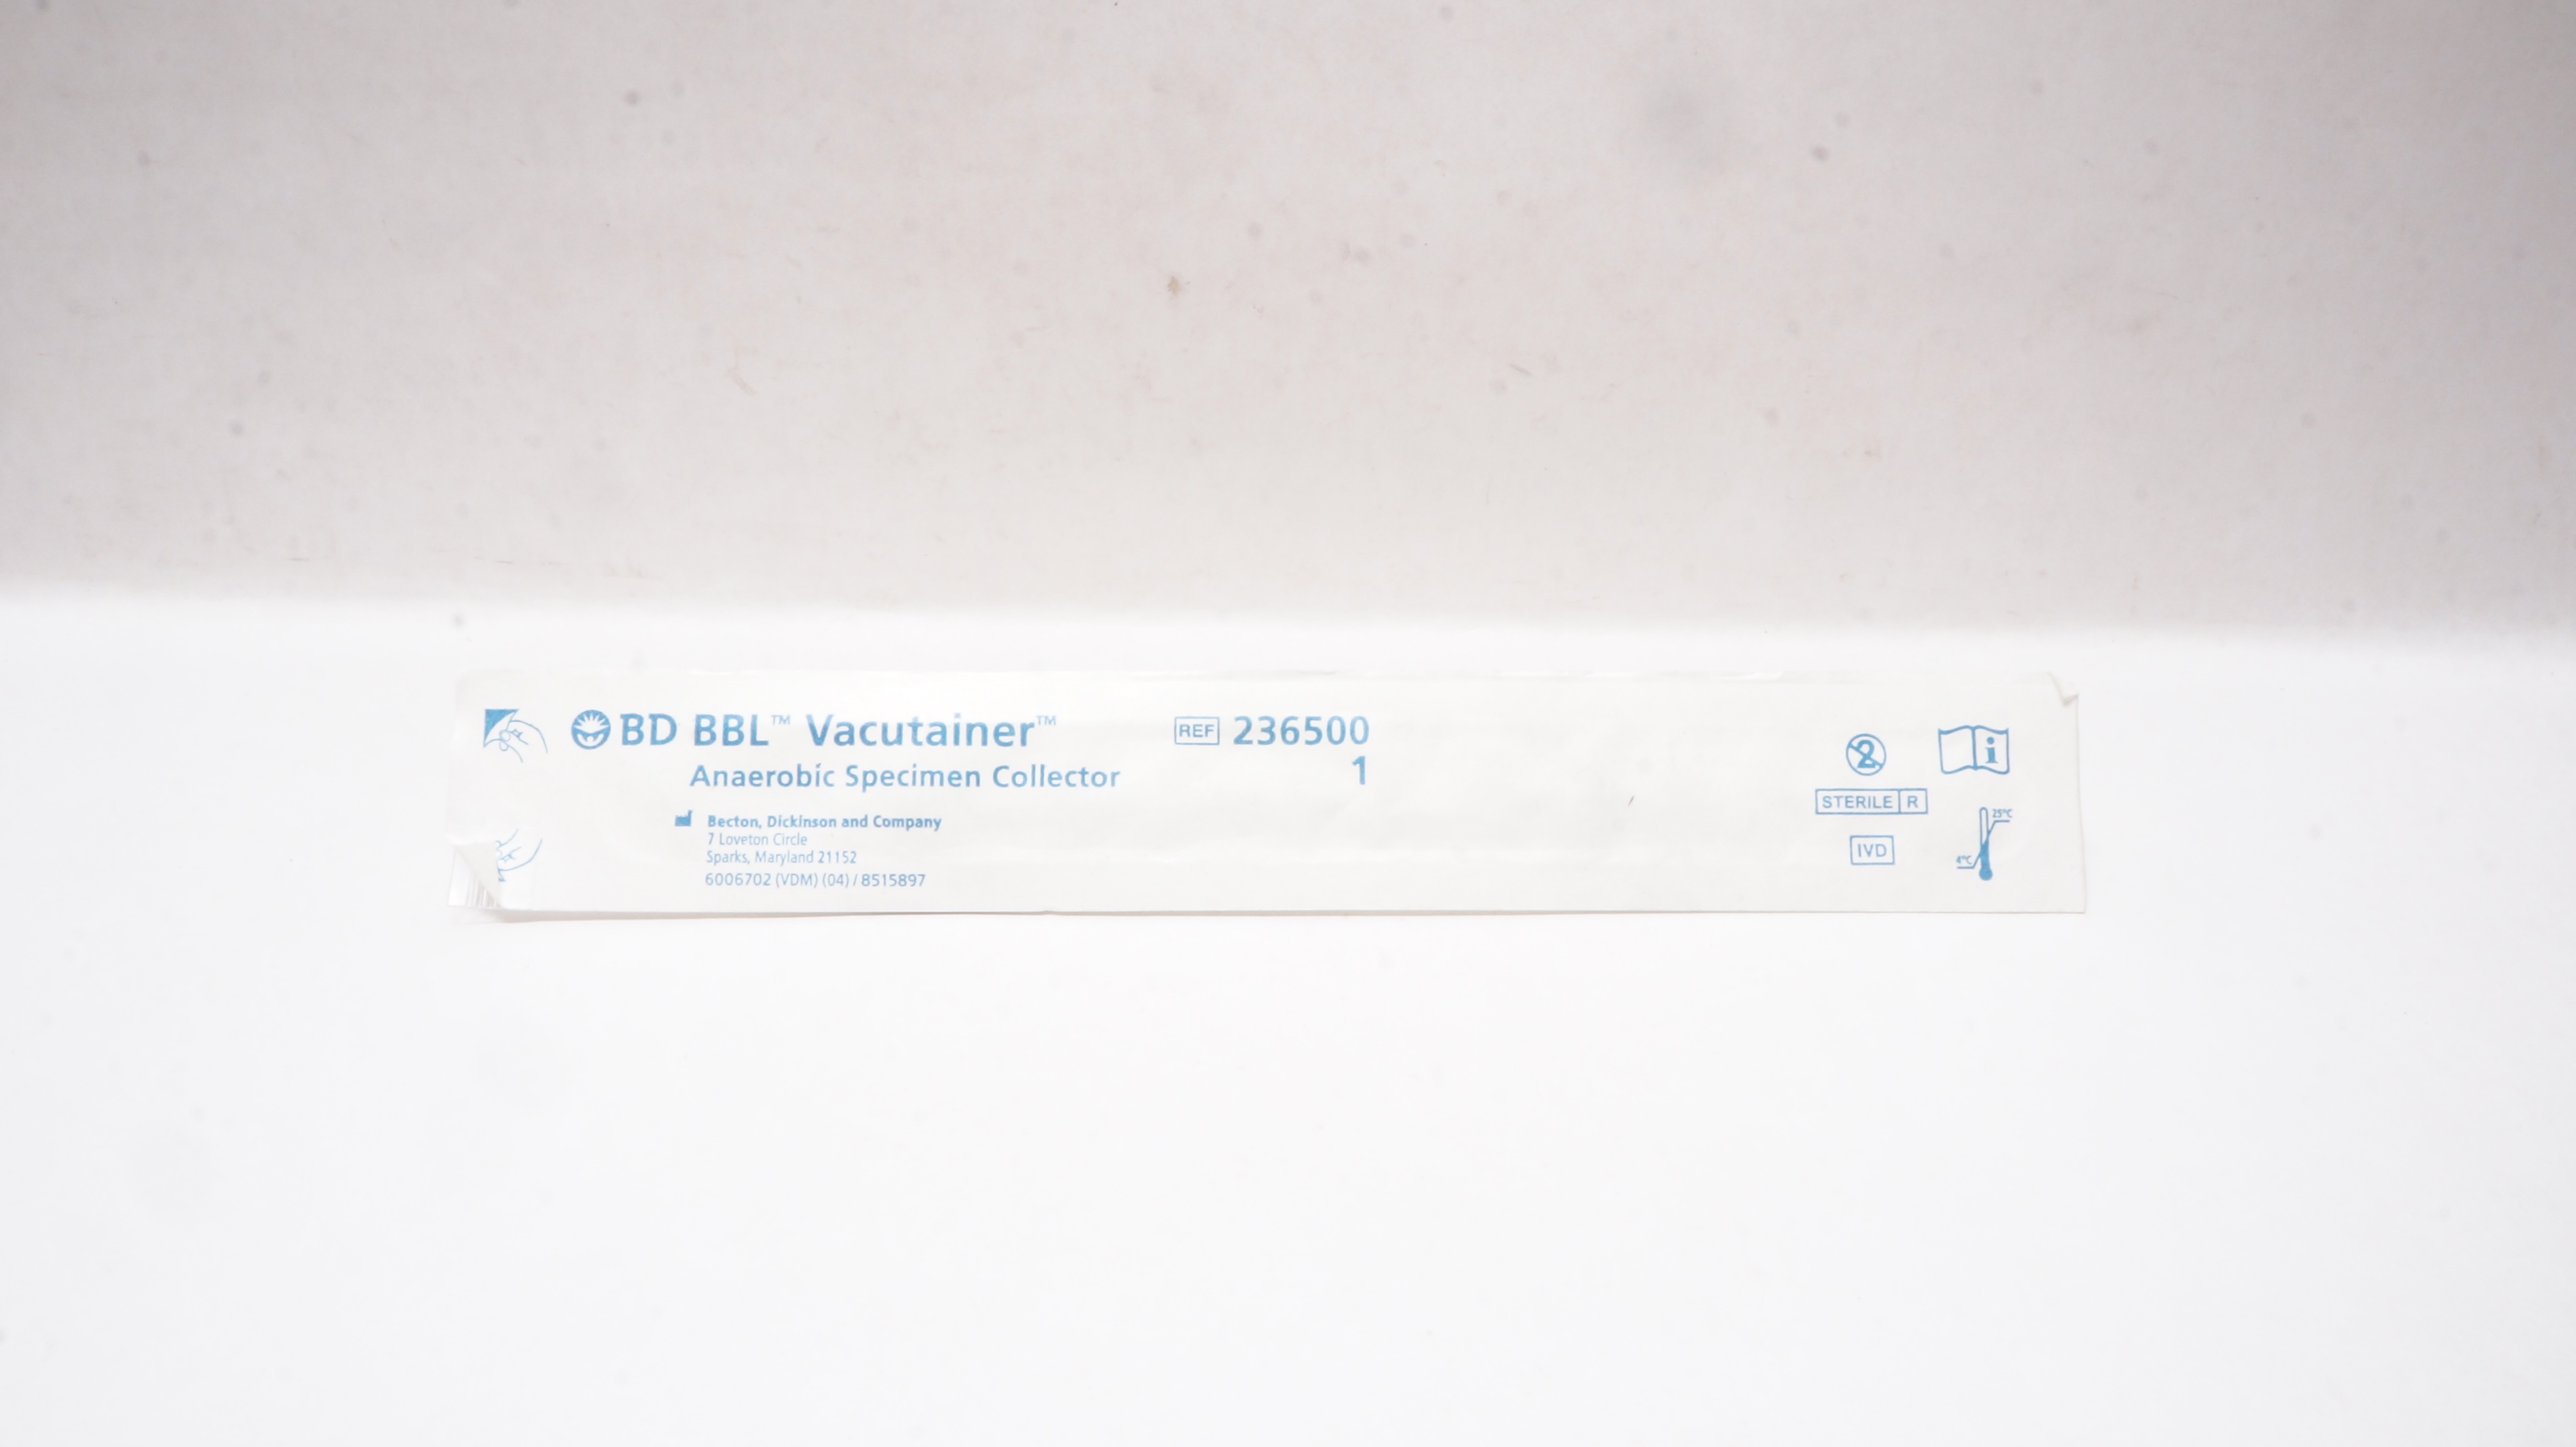 BD BBL™ Vacutainer™
Anaerobic Specimen Collector
REF 236500
1
Becton, Dickinson and Company
7 Loveton Circle
Sparks, Maryland 21152
6006702 (VDM) (04) / 8515897
2
i
STERILE R
IVD
25°C
4°C